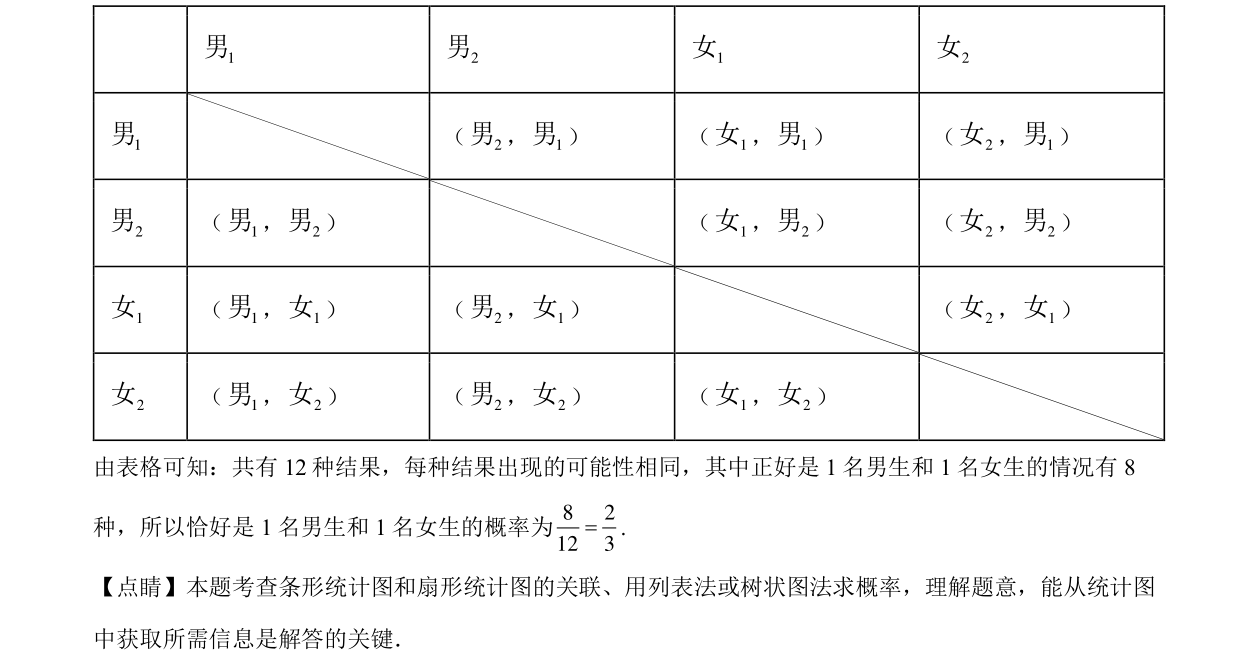 男₁ 男₂ 女₁ 女₂
男₁ （男₂，男₁） （女₁，男₁） （女₂，男₁）
男₂ （男₁，男₂） （女₁，男₂） （女₂，男₂）
女₁ （男₁，女₁） （男₂，女₁） （女₂，女₁）
女₂ （男₁，女₂） （男₂，女₂） （女₁，女₂）
由表格可知：共有 12 种结果，每种结果出现的可能性相同，其中正好是 1 名男生和 1 名女生的情况有 8
种，所以恰好是 1 名男生和 1 名女生的概率为 8/12 = 2/3 .
【点睛】本题考查条形统计图和扇形统计图的关联、用列表法或树状图法求概率，理解题意，能从统计图
中获取所需信息是解答的关键．